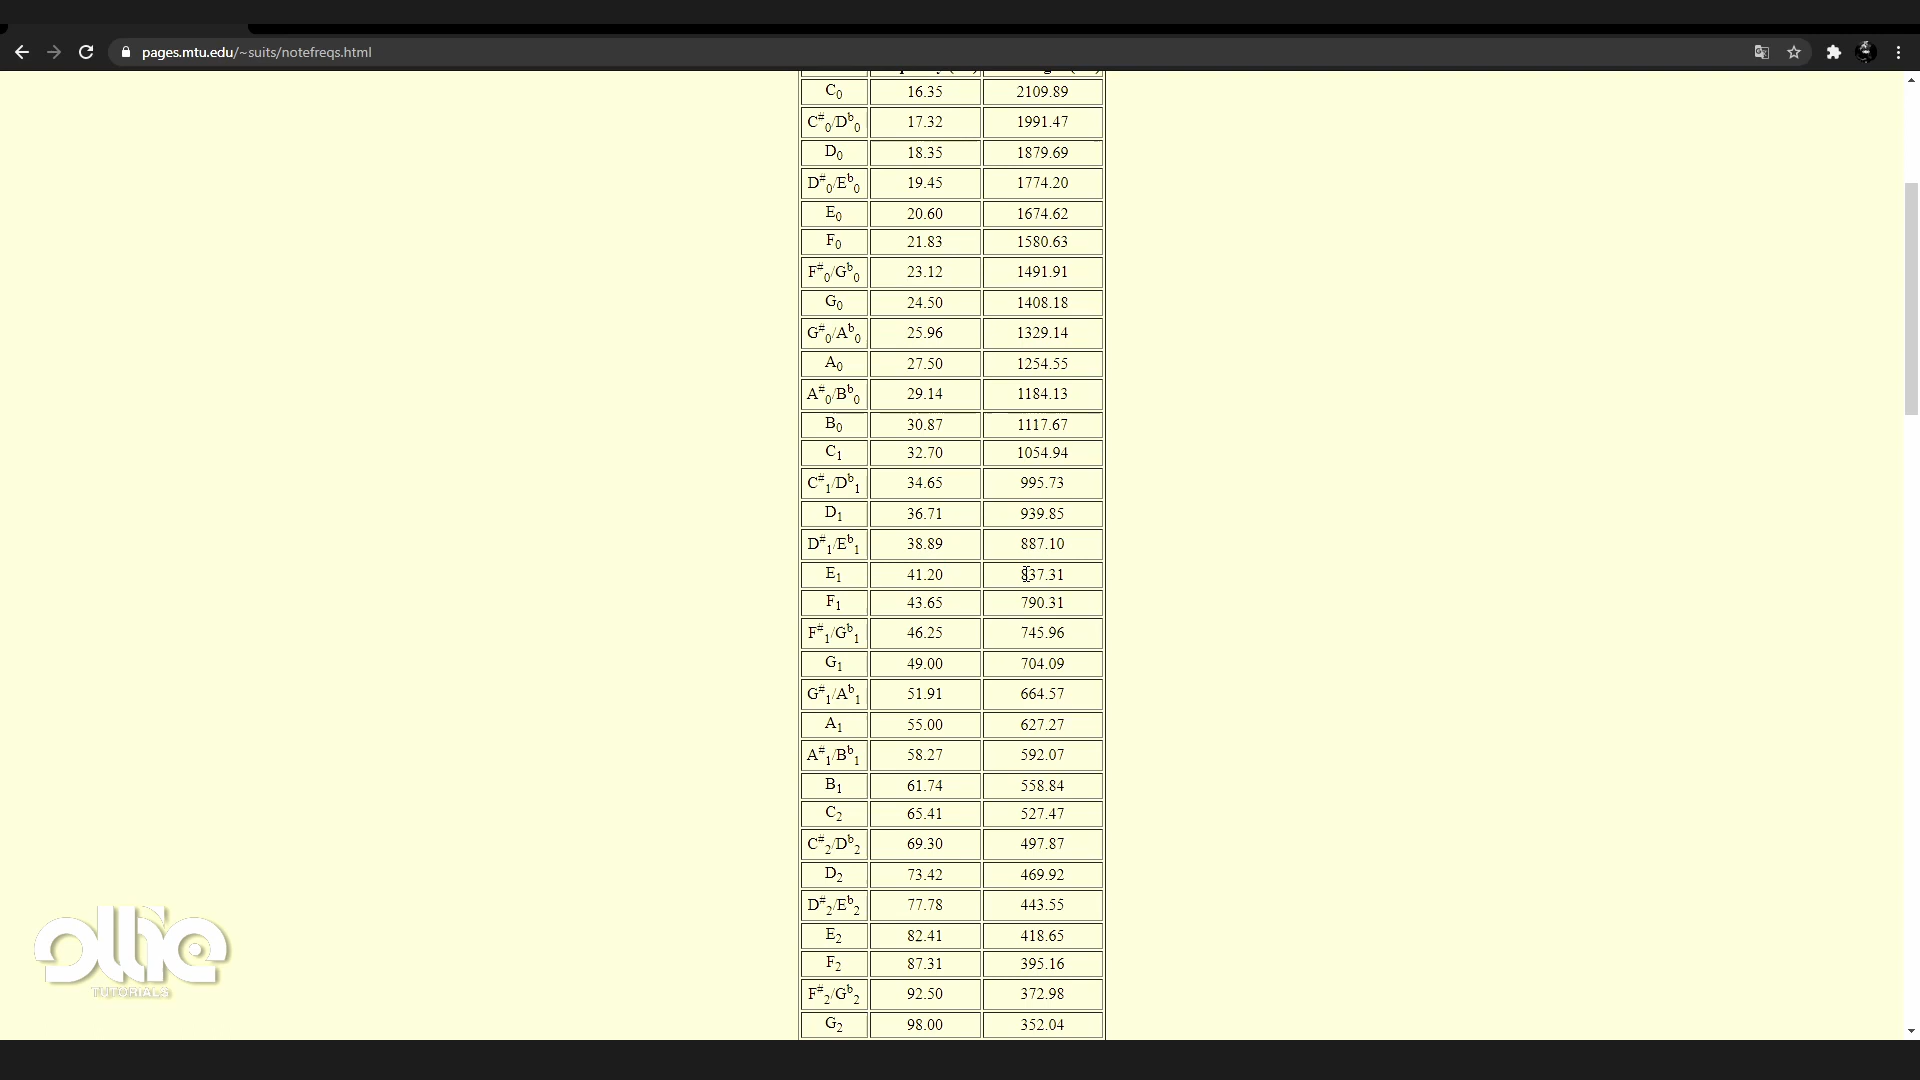 pages.mtu.edu/~suits/notefreqs.html
C0 16.35 2109.89
C#0/Db0 17.32 1991.47
D0 18.35 1879.69
D#0/Eb0 19.45 1774.20
E0 20.60 1674.62
F0 21.83 1580.63
F#0/Gb0 23.12 1491.91
G0 24.50 1408.18
G#0/Ab0 25.96 1329.14
A0 27.50 1254.55
A#0/Bb0 29.14 1184.13
B0 30.87 1117.67
C1 32.70 1054.94
C#1/Db1 34.65 995.73
D1 36.71 939.85
D#1/Eb1 38.89 887.10
E1 41.20 837.31
F1 43.65 790.31
F#1/Gb1 46.25 745.96
G1 49.00 704.09
G#1/Ab1 51.91 664.57
A1 55.00 627.27
A#1/Bb1 58.27 592.07
B1 61.74 558.84
C2 65.41 527.47
C#2/Db2 69.30 497.87
D2 73.42 469.92
D#2/Eb2 77.78 443.55
E2 82.41 418.65
F2 87.31 395.16
F#2/Gb2 92.50 372.98
G2 98.00 352.04
ollie
TUTORIALS